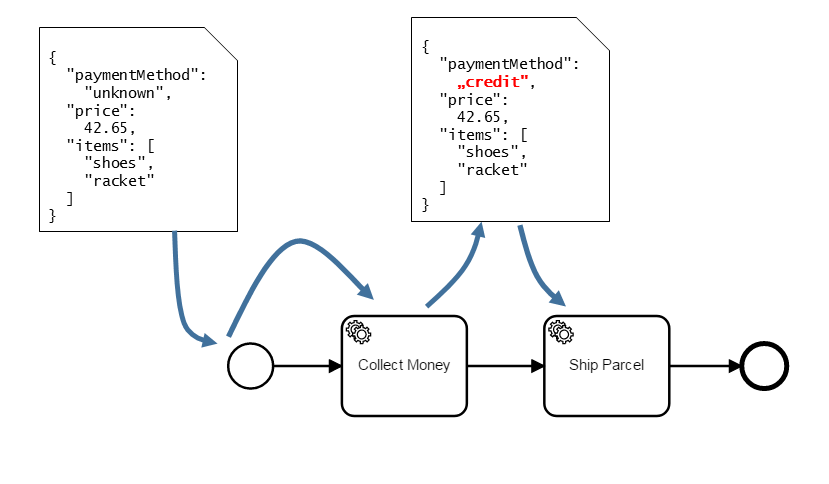 {
  "paymentMethod":
    "unknown",
  "price":
    42.65,
  "items": [
    "shoes",
    "racket"
  ]
}
{
  "paymentMethod":
    „credit",
  "price":
    42.65,
  "items": [
    "shoes",
    "racket"
  ]
}
Collect Money
Ship Parcel